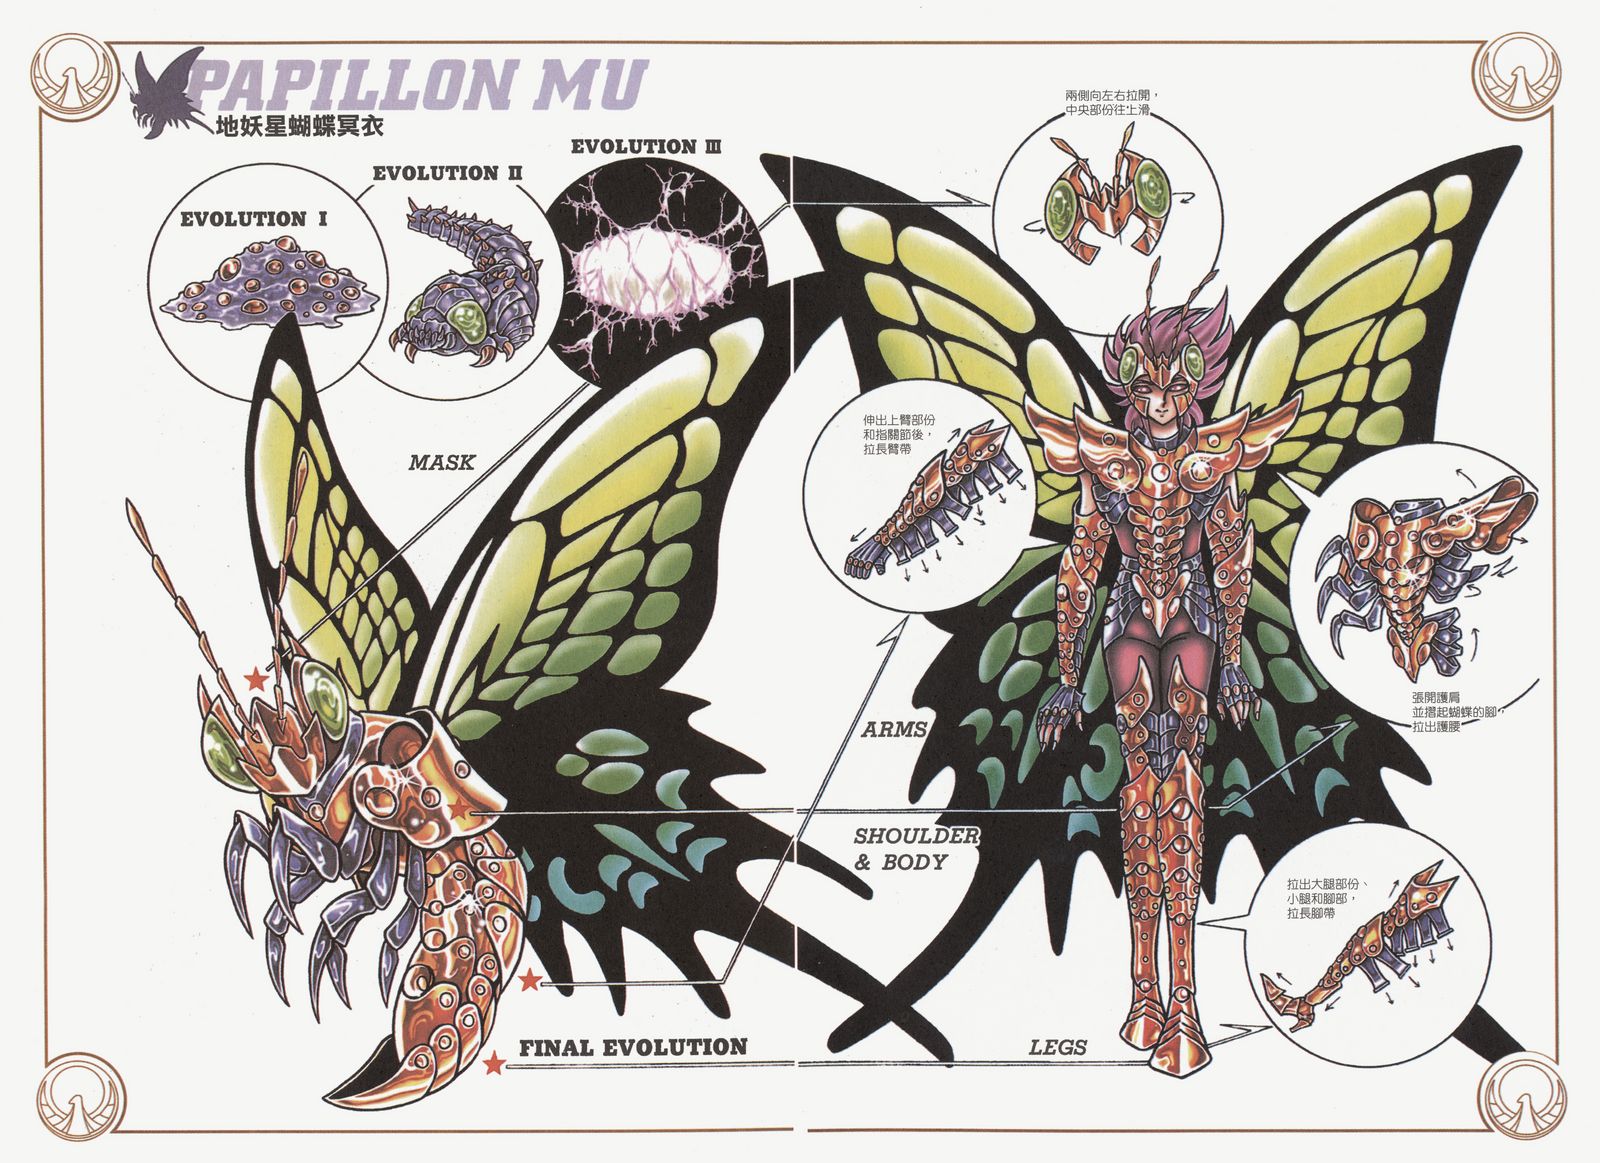 PAPILLON MU
地妖星蝴蝶冥衣
EVOLUTION I
EVOLUTION II
EVOLUTION III
兩側向左右拉開，
中央部份往上滑
MASK
伸出上臂部份
和指關節後，
拉長臂帶
張開護肩
並摺起蝴蝶的腳，
拉出護腰
ARMS
SHOULDER
& BODY
拉出大腿部份、
小腿和腳部，
拉長腳帶
FINAL EVOLUTION
LEGS